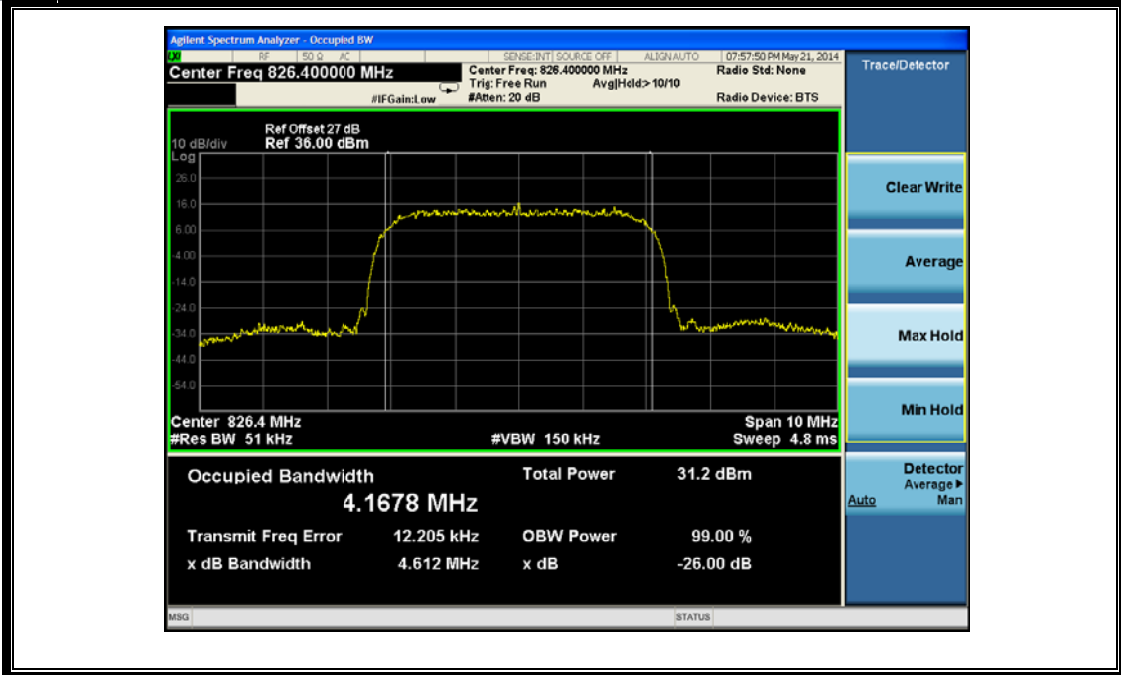 Agilent Spectrum Analyzer - Occupied BW
LXI RF 50 Ω AC SENSE:INT SOURCE OFF ALIGN AUTO 07:57:50 PM May 21, 2014
Center Freq 826.400000 MHz Center Freq: 826.400000 MHz Radio Std: None
Trig: Free Run Avg|Hold:> 10/10
#IFGain:Low #Atten: 20 dB Radio Device: BTS
Trace/Detector
Ref Offset 27 dB
10 dB/div Ref 36.00 dBm
Log
26.0
16.0
6.00
-4.00
-14.0
-24.0
-34.0
-44.0
-54.0
Center 826.4 MHz Span 10 MHz
#Res BW 51 kHz #VBW 150 kHz Sweep 4.8 ms
Clear Write
Average
Max Hold
Min Hold
Detector
Average
Auto Man
Occupied Bandwidth Total Power 31.2 dBm
4.1678 MHz
Transmit Freq Error 12.205 kHz OBW Power 99.00 %
x dB Bandwidth 4.612 MHz x dB -26.00 dB
MSG STATUS